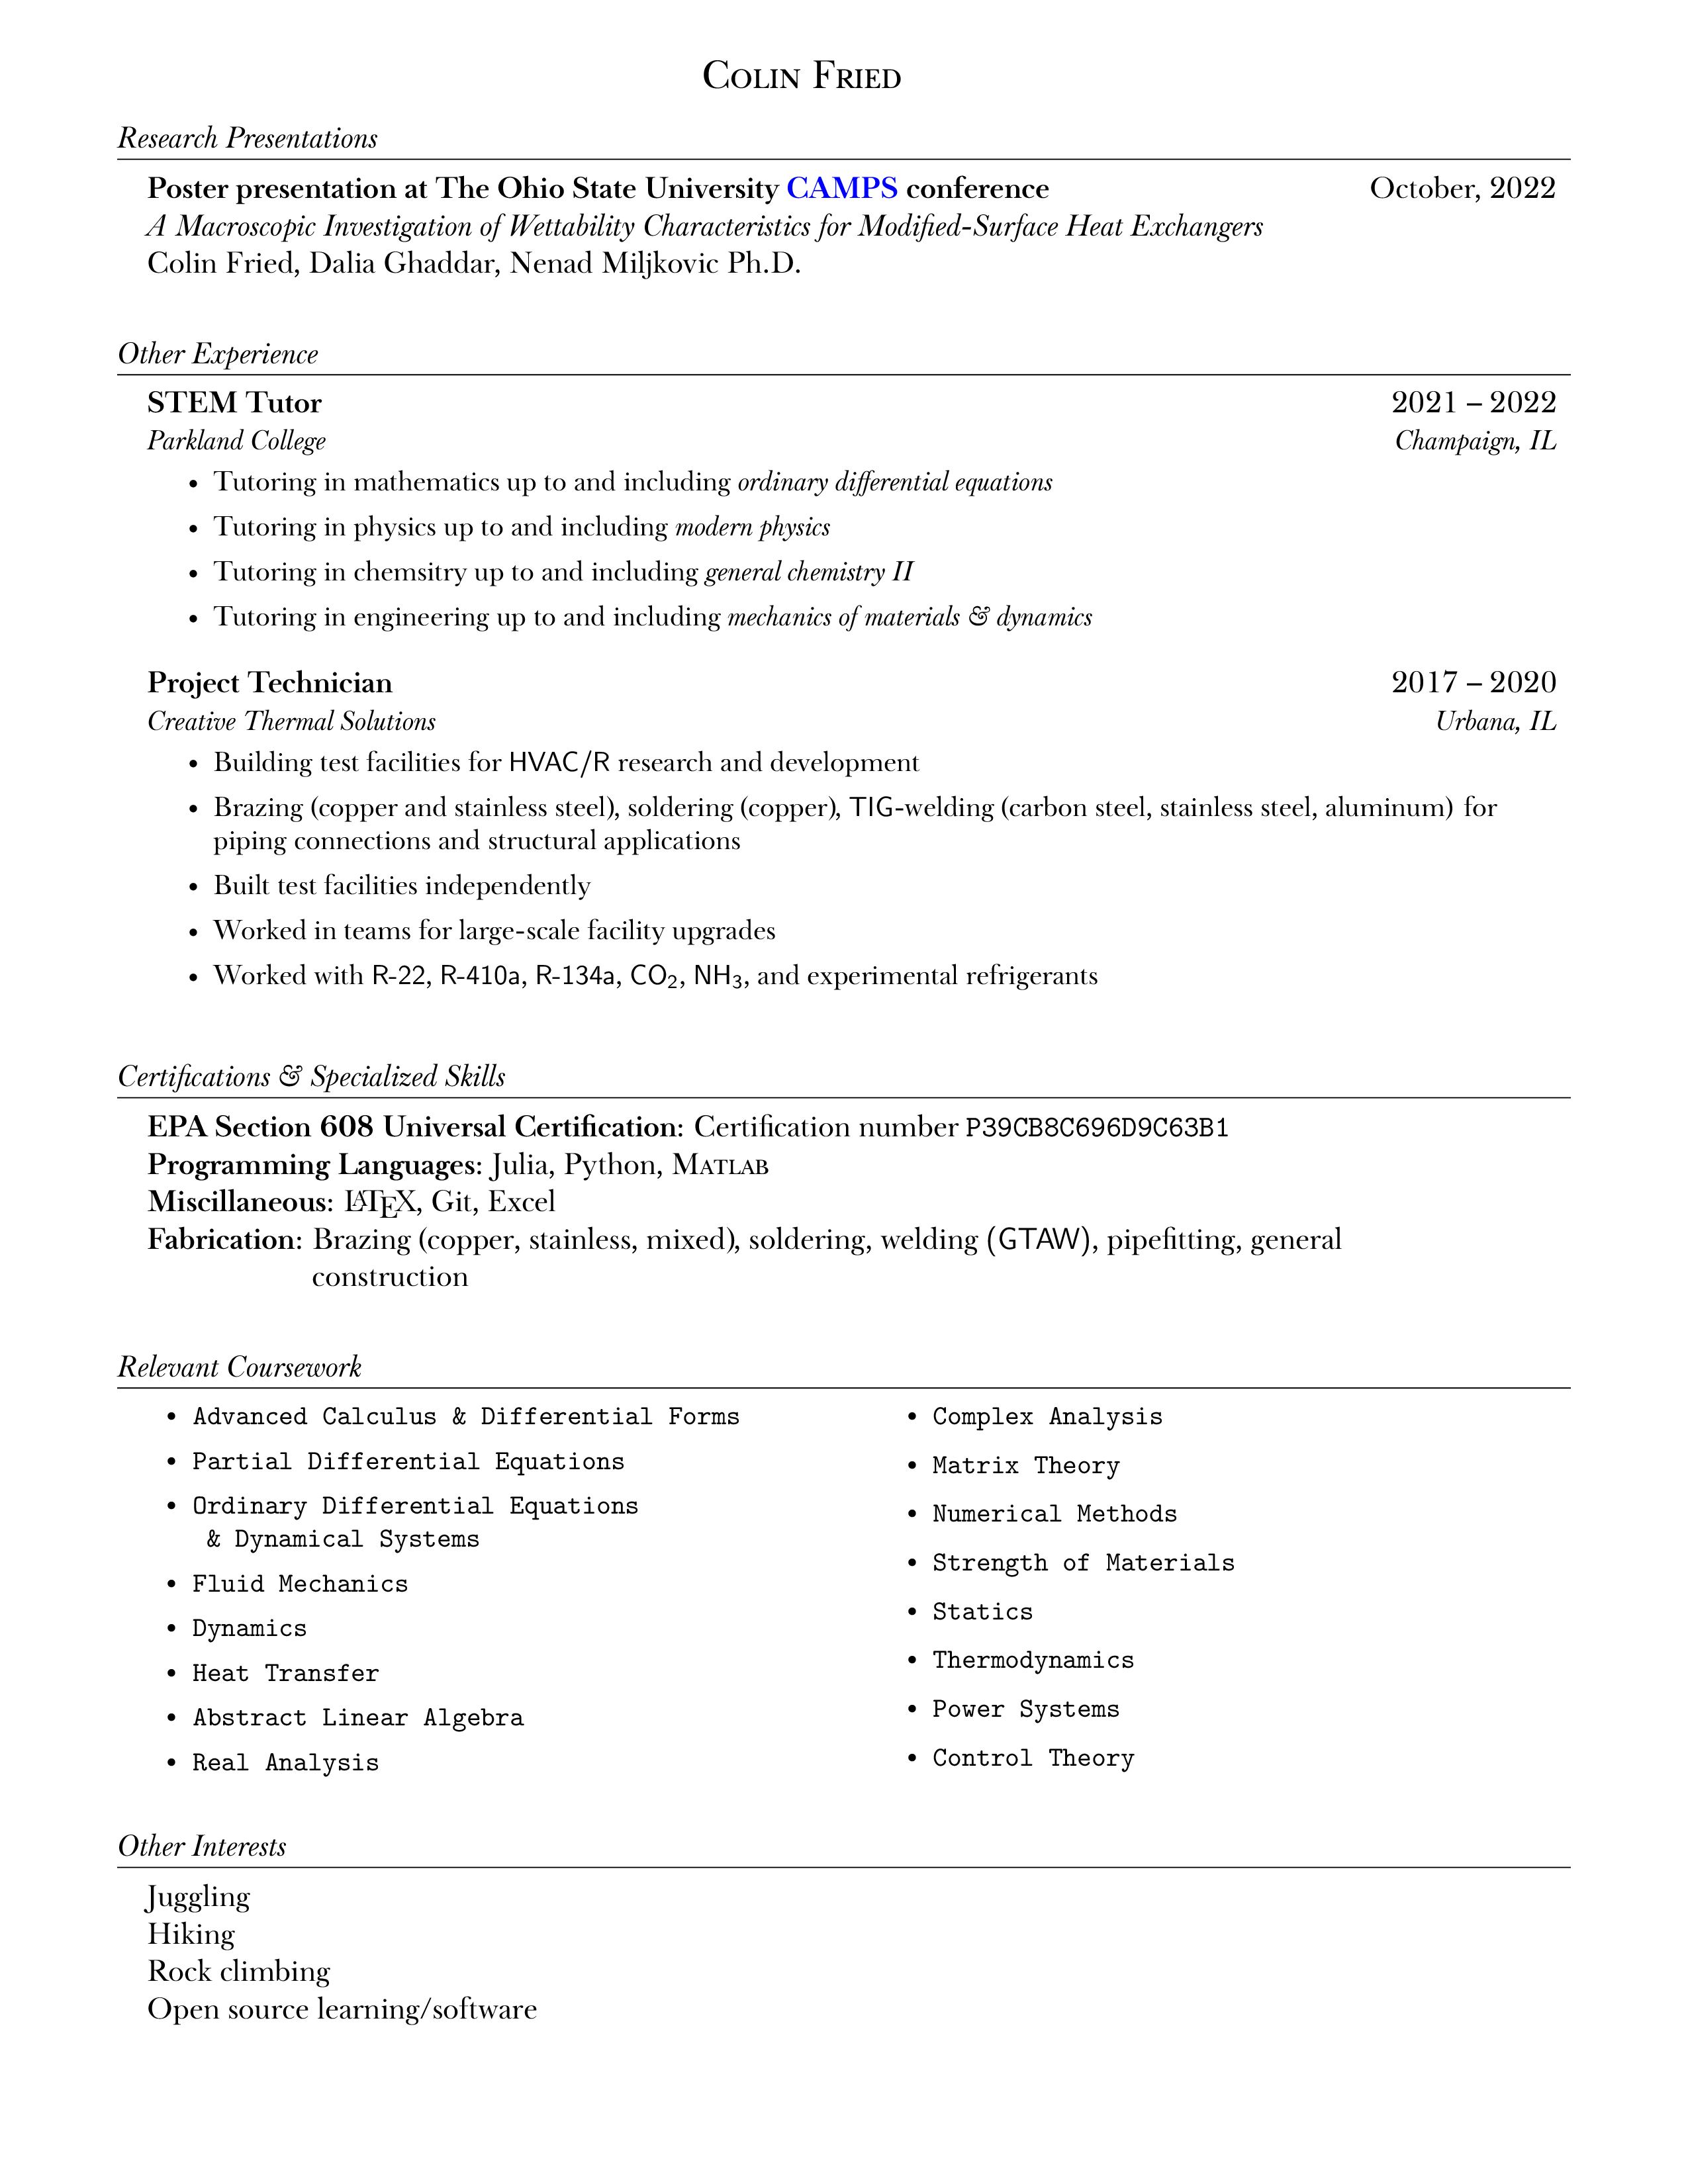 Colin Fried
Research Presentations
Poster presentation at The Ohio State University CAMPS conference October, 2022
A Macroscopic Investigation of Wettability Characteristics for Modified-Surface Heat Exchangers
Colin Fried, Dalia Ghaddar, Nenad Miljkovic Ph.D.
Other Experience
STEM Tutor 2021 – 2022
Parkland College Champaign, IL
• Tutoring in mathematics up to and including ordinary differential equations
• Tutoring in physics up to and including modern physics
• Tutoring in chemsitry up to and including general chemistry II
• Tutoring in engineering up to and including mechanics of materials & dynamics
Project Technician 2017 – 2020
Creative Thermal Solutions Urbana, IL
• Building test facilities for HVAC/R research and development
• Brazing (copper and stainless steel), soldering (copper), TIG-welding (carbon steel, stainless steel, aluminum) for
piping connections and structural applications
• Built test facilities independently
• Worked in teams for large-scale facility upgrades
• Worked with R-22, R-410a, R-134a, CO₂, NH₃, and experimental refrigerants
Certifications & Specialized Skills
EPA Section 608 Universal Certification: Certification number P39CB8C696D9C63B1
Programming Languages: Julia, Python, Matlab
Miscillaneous: LATEX, Git, Excel
Fabrication: Brazing (copper, stainless, mixed), soldering, welding (GTAW), pipefitting, general
construction
Relevant Coursework
• Advanced Calculus & Differential Forms
• Partial Differential Equations
• Ordinary Differential Equations
& Dynamical Systems
• Fluid Mechanics
• Dynamics
• Heat Transfer
• Abstract Linear Algebra
• Real Analysis
• Complex Analysis
• Matrix Theory
• Numerical Methods
• Strength of Materials
• Statics
• Thermodynamics
• Power Systems
• Control Theory
Other Interests
Juggling
Hiking
Rock climbing
Open source learning/software